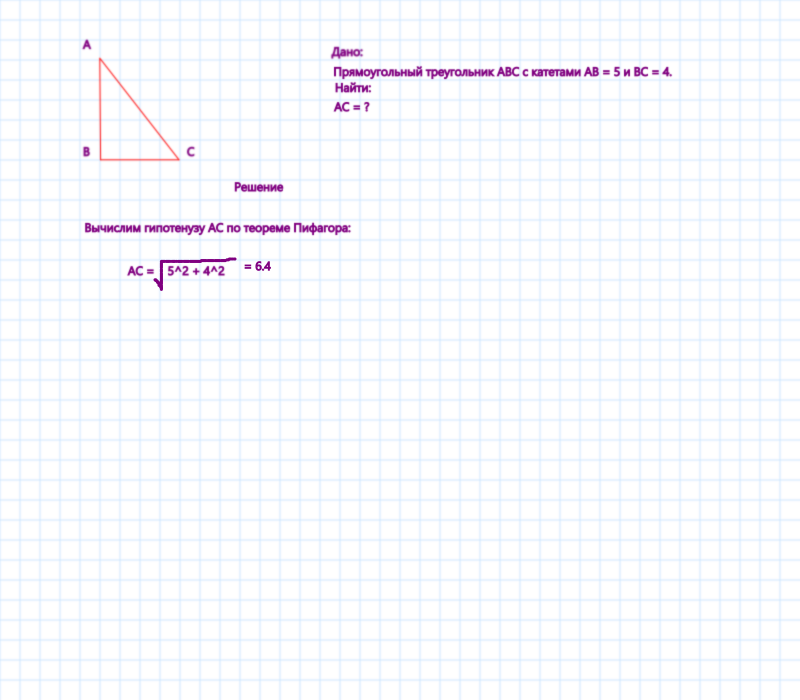 A
Дано:
Прямоугольный треугольник ABC с катетами AB = 5 и BC = 4.
Найти:
AC = ?
B
C
Решение
Вычислим гипотенузу AC по теореме Пифагора:
AC = √5^2 + 4^2 = 6.4